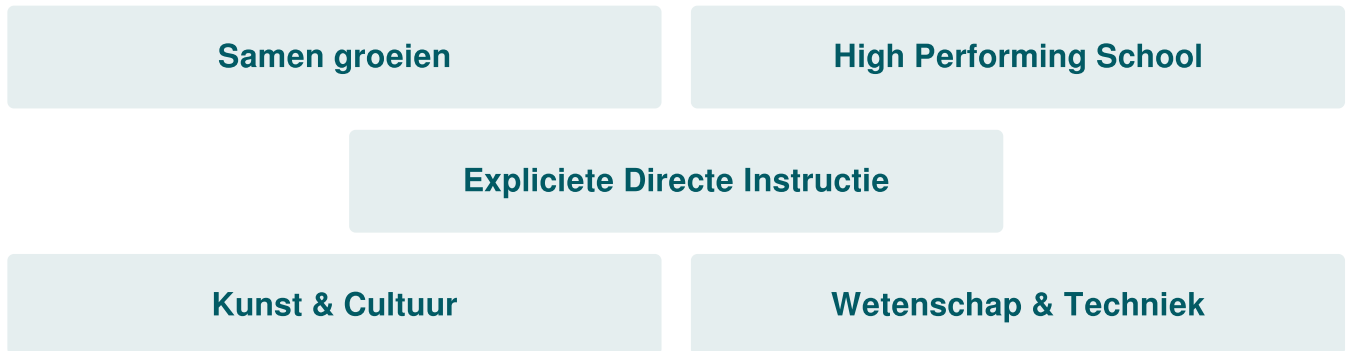 Samen groeien
High Performing School
Expliciete Directe Instructie
Kunst & Cultuur
Wetenschap & Techniek